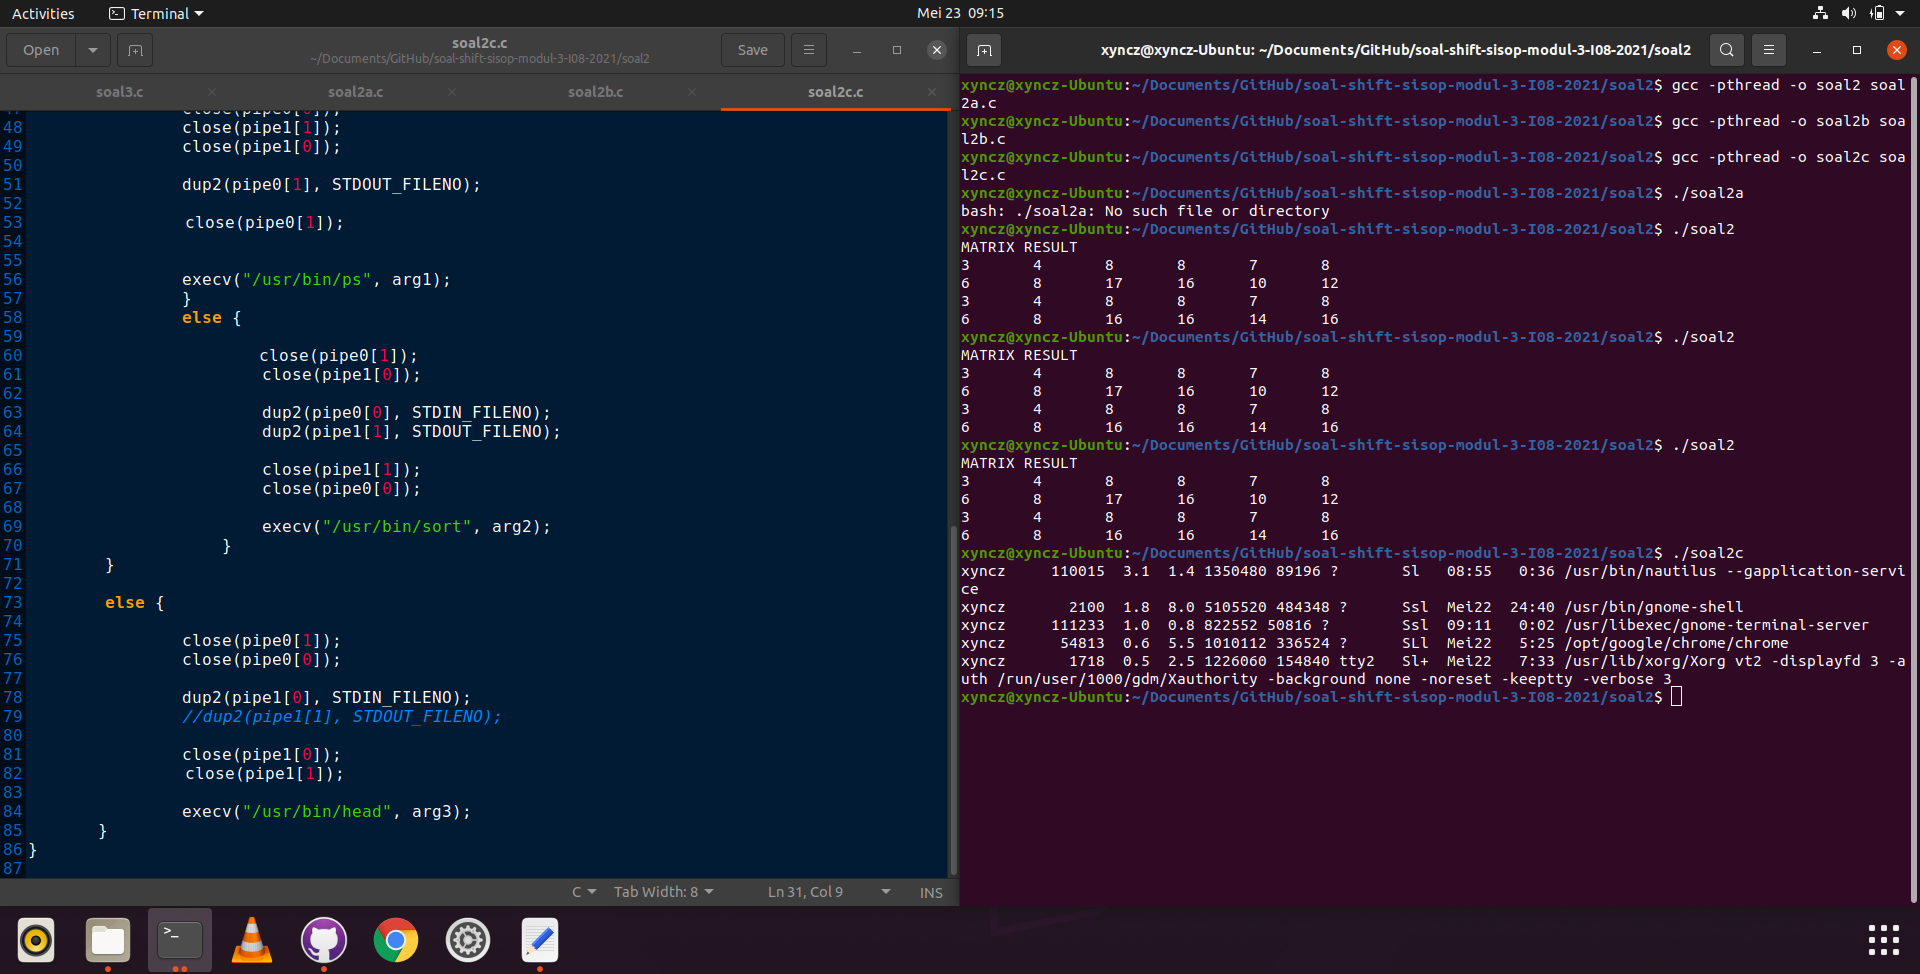 Activities
Terminal
Mei 23 09:15
Open
soal2c.c
~/Documents/GitHub/soal-shift-sisop-modul-3-I08-2021/soal2
Save
soal3.c
soal2a.c
soal2b.c
soal2c.c
47 close(pipe0[0]);
48 close(pipe1[1]);
49 close(pipe1[0]);
50
51 dup2(pipe0[1], STDOUT_FILENO);
52
53 close(pipe0[1]);
54
55
56 execv("/usr/bin/ps", arg1);
57 }
58 else {
59
60 close(pipe0[1]);
61 close(pipe1[0]);
62
63 dup2(pipe0[0], STDIN_FILENO);
64 dup2(pipe1[1], STDOUT_FILENO);
65
66 close(pipe1[1]);
67 close(pipe0[0]);
68
69 execv("/usr/bin/sort", arg2);
70 }
71 }
72
73 else {
74
75 close(pipe0[1]);
76 close(pipe0[0]);
77
78 dup2(pipe1[0], STDIN_FILENO);
79 //dup2(pipe1[1], STDOUT_FILENO);
80
81 close(pipe1[0]);
82 close(pipe1[1]);
83
84 execv("/usr/bin/head", arg3);
85 }
86 }
87
C
Tab Width: 8
Ln 31, Col 9
INS
xyncz@xyncz-Ubuntu: ~/Documents/GitHub/soal-shift-sisop-modul-3-I08-2021/soal2
xyncz@xyncz-Ubuntu:~/Documents/GitHub/soal-shift-sisop-modul-3-I08-2021/soal2$ gcc -pthread -o soal2 soal
2a.c
xyncz@xyncz-Ubuntu:~/Documents/GitHub/soal-shift-sisop-modul-3-I08-2021/soal2$ gcc -pthread -o soal2b soa
l2b.c
xyncz@xyncz-Ubuntu:~/Documents/GitHub/soal-shift-sisop-modul-3-I08-2021/soal2$ gcc -pthread -o soal2c soa
l2c.c
xyncz@xyncz-Ubuntu:~/Documents/GitHub/soal-shift-sisop-modul-3-I08-2021/soal2$ ./soal2a
bash: ./soal2a: No such file or directory
xyncz@xyncz-Ubuntu:~/Documents/GitHub/soal-shift-sisop-modul-3-I08-2021/soal2$ ./soal2
MATRIX RESULT
3 4 8 8 7 8
6 8 17 16 10 12
3 4 8 8 7 8
6 8 16 16 14 16
xyncz@xyncz-Ubuntu:~/Documents/GitHub/soal-shift-sisop-modul-3-I08-2021/soal2$ ./soal2
MATRIX RESULT
3 4 8 8 7 8
6 8 17 16 10 12
3 4 8 8 7 8
6 8 16 16 14 16
xyncz@xyncz-Ubuntu:~/Documents/GitHub/soal-shift-sisop-modul-3-I08-2021/soal2$ ./soal2
MATRIX RESULT
3 4 8 8 7 8
6 8 17 16 10 12
3 4 8 8 7 8
6 8 16 16 14 16
xyncz@xyncz-Ubuntu:~/Documents/GitHub/soal-shift-sisop-modul-3-I08-2021/soal2$ ./soal2c
xyncz 110015 3.1 1.4 1350480 89196 ? Sl 08:55 0:36 /usr/bin/nautilus --gapplication-servi
ce
xyncz 2100 1.8 8.0 5105520 484348 ? Ssl Mei22 24:40 /usr/bin/gnome-shell
xyncz 111233 1.0 0.8 822552 50816 ? Ssl 09:11 0:02 /usr/libexec/gnome-terminal-server
xyncz 54813 0.6 5.5 1010112 336524 ? SLl Mei22 5:25 /opt/google/chrome/chrome
xyncz 1718 0.5 2.5 1226060 154840 tty2 Sl+ Mei22 7:33 /usr/lib/xorg/Xorg vt2 -displayfd 3 -a
uth /run/user/1000/gdm/Xauthority -background none -noreset -keeptty -verbose 3
xyncz@xyncz-Ubuntu:~/Documents/GitHub/soal-shift-sisop-modul-3-I08-2021/soal2$